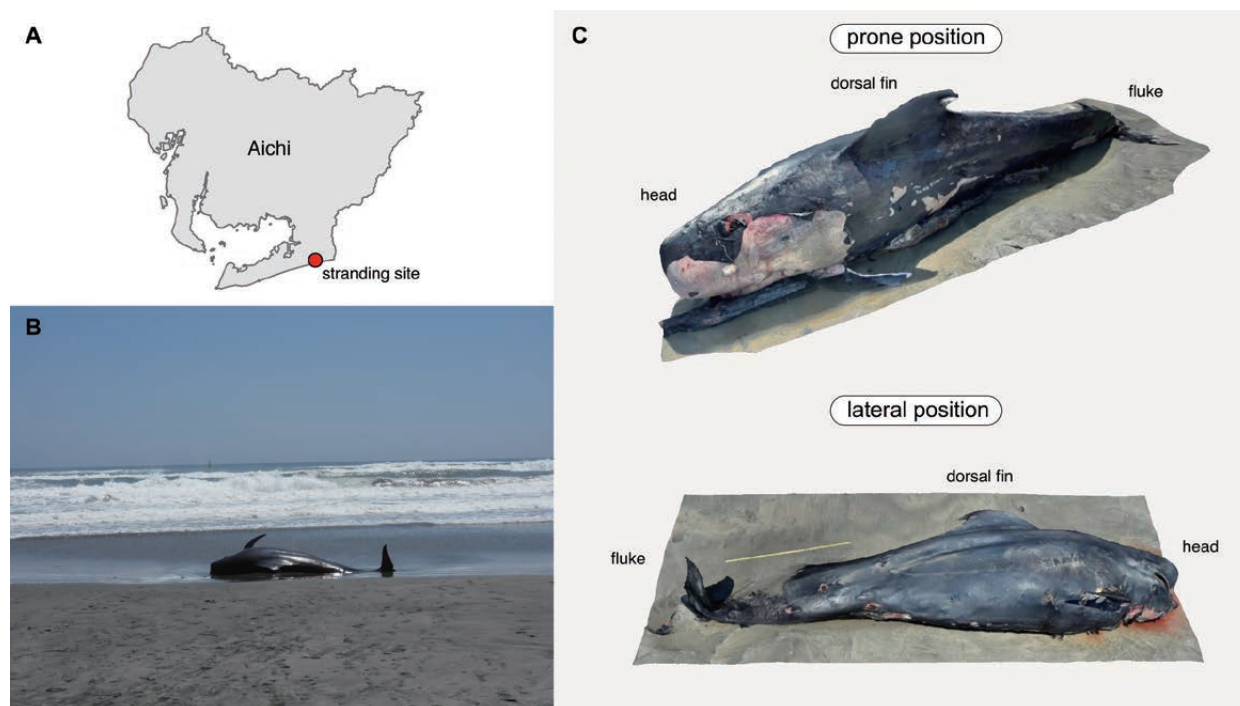 A
Aichi
stranding site
B
C
prone position
dorsal fin
fluke
head
lateral position
dorsal fin
fluke
head